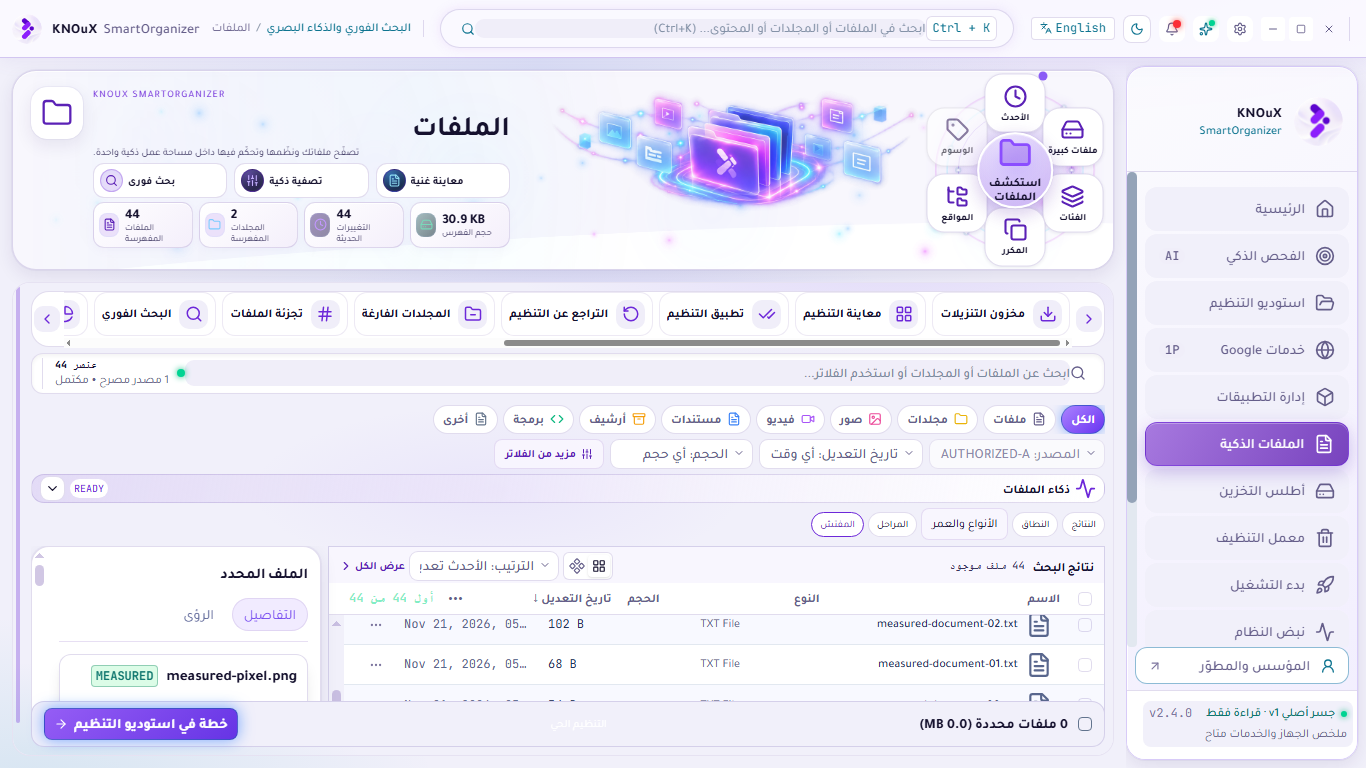 KNOUX SmartOrganizer
الملفات / البحث الفوري والذكاء البصري
ابحث في الملفات أو المجلدات أو المحتوى... (Ctrl+K)
Ctrl + K
English
KNOUX SMARTORGANIZER
الملفات
تصفّح ملفاتك ونظّمها وتحكّم فيها داخل مساحة عمل ذكية واحدة.
معاينة غنية
تصفية ذكية
بحث فوري
30.9 KB
حجم الفهرس
44
التغييرات الحديثة
2
المجلدات المفهرسة
44
الملفات المفهرسة
الأحدث
ملفات كبيرة
الفئات
المكرر
المواقع
الوسوم
استكشف الملفات
KNOUX
SmartOrganizer
الرئيسية
الفحص الذكي AI
استوديو التنظيم
خدمات Google 1P
إدارة التطبيقات
الملفات الذكية
أطلس التخزين
معمل التنظيف
بدء التشغيل
نبض النظام
المؤسس والمطوّر
جسر أصلي v1 · قراءة فقط v2.4.0
ملخص الجهاز والخدمات متاح
مخزون التنزيلات
معاينة التنظيم
تطبيق التنظيم
التراجع عن التنظيم
المجلدات الفارغة
تجزئة الملفات
البحث الفوري
ابحث عن الملفات أو المجلدات أو استخدم الفلاتر...
44 عنصر
1 مصدر مصرح • مكتمل
الكل
ملفات
مجلدات
صور
فيديو
مستندات
أرشيف
برمجة
أخرى
المصدر: AUTHORIZED-A
تاريخ التعديل: أي وقت
الحجم: أي حجم
مزيد من الفلاتر
ذكاء الملفات
READY
النتائج
النطاق
الأنواع والعمر
المراحل
المفتش
نتائج البحث 44 ملف موجود
الترتيب: الأحدث تعدي
عرض الكل
الاسم
النوع
الحجم
تاريخ التعديل ↓
•••
أول 44 من 44
measured-document-02.txt TXT File 102 B Nov 21, 2026, 05… ...
measured-document-01.txt TXT File 68 B Nov 21, 2026, 05… ...
الملف المحدد
التفاصيل
الرؤى
measured-pixel.png MEASURED
0 ملفات محددة (0.0 MB)
التنظيم الحي
خطة في استوديو التنظيم